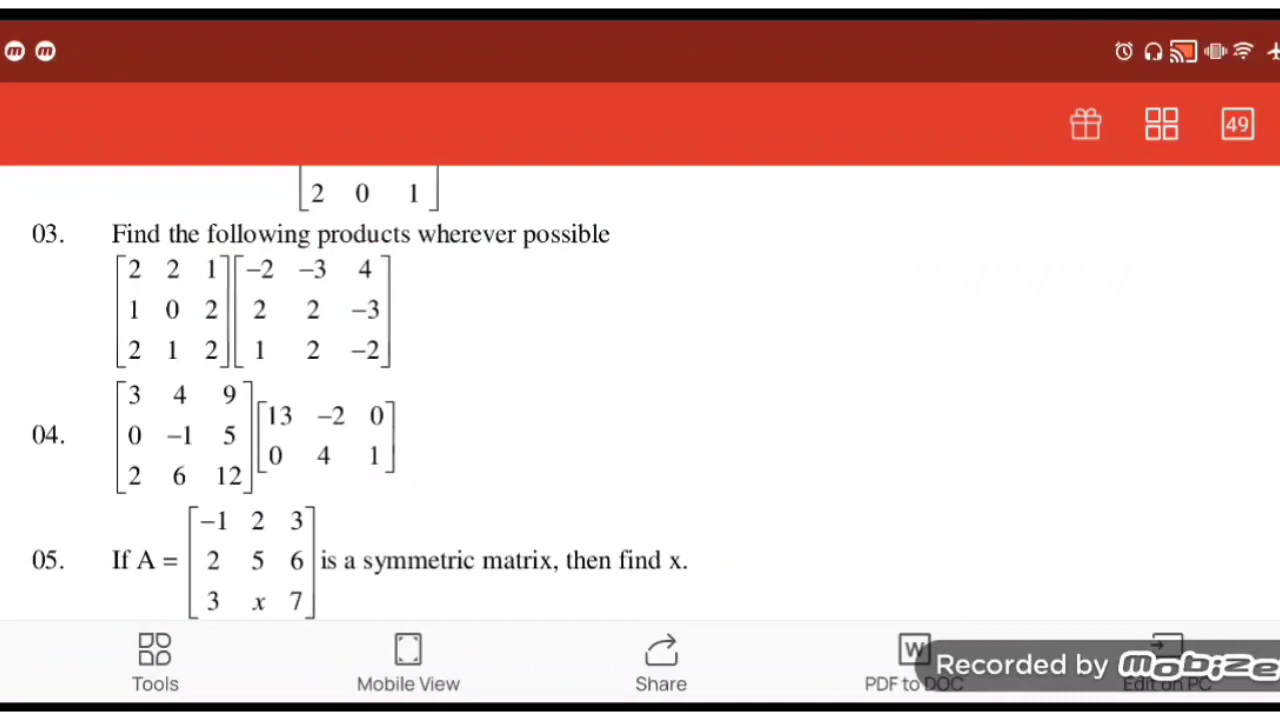 m m
49
2 0 1
03. Find the following products wherever possible
2 2 1 −2 −3 4
1 0 2 2 2 −3
2 1 2 1 2 −2
3 4 9
13 −2 0
04. 0 −1 5
0 4 1
2 6 12
−1 2 3
05. If A = 2 5 6 is a symmetric matrix, then find x.
3 x 7
Tools Mobile View Share PDF to DOC Edit on PC
W
Recorded by mobizen